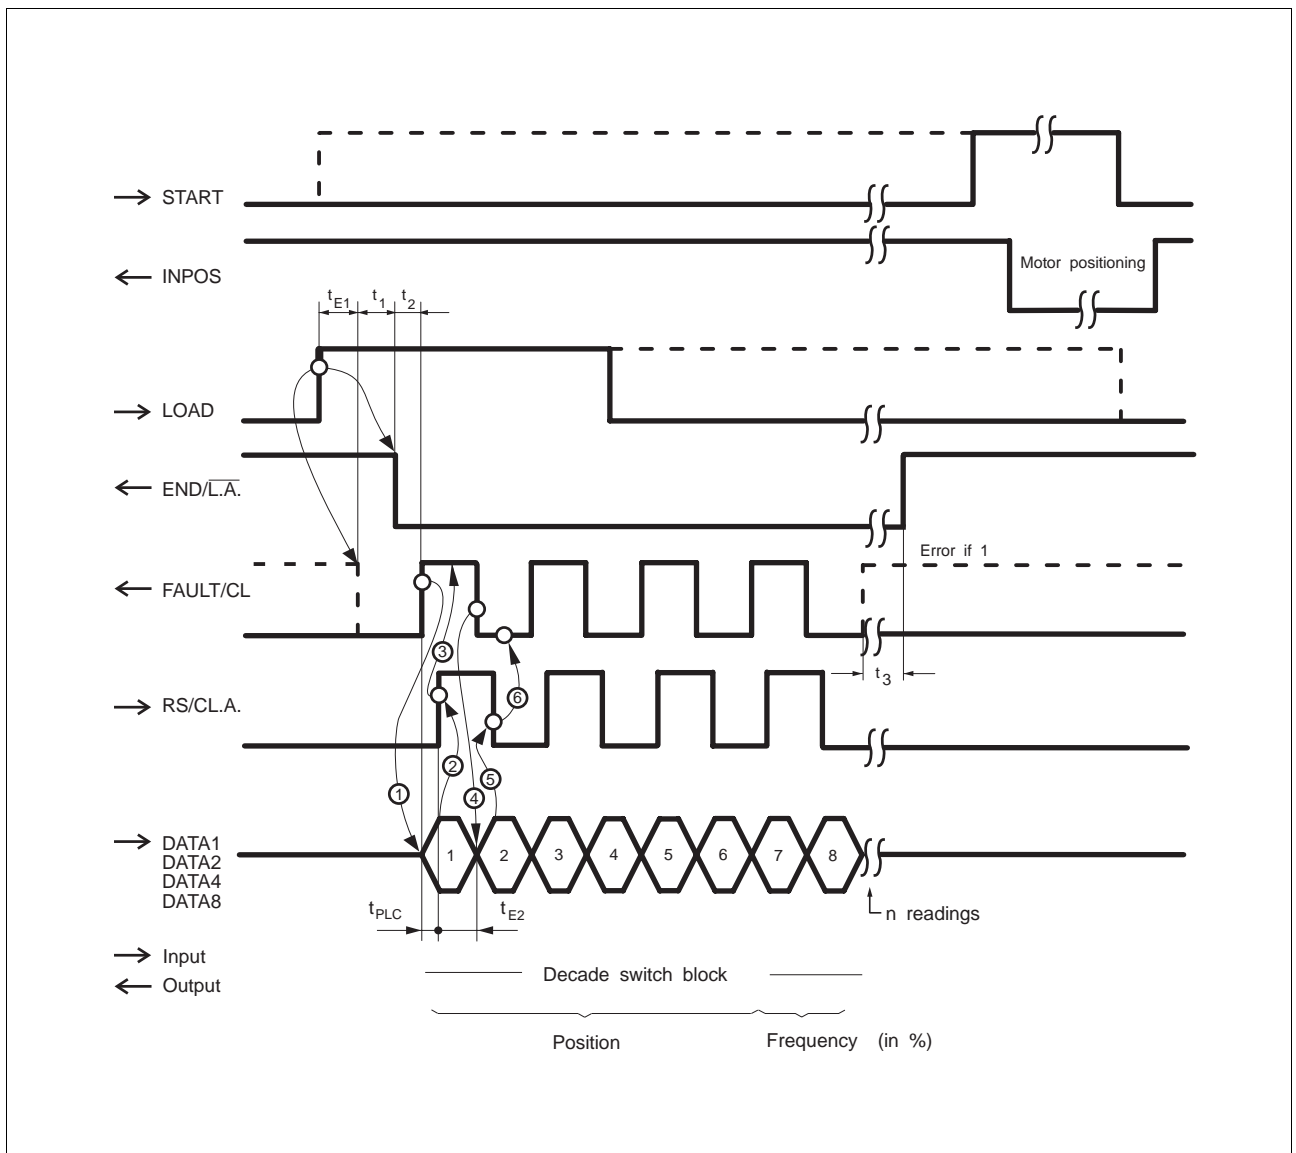 START
INPOS
Motor positioning
tE1 t1 t2
LOAD
END/L.A.
Error if 1
FAULT/CL
3
t3
6
RS/CL.A.
2
5
1
4
DATA1
DATA2
DATA4
DATA8
1 2 3 4 5 6 7 8
tPLC tE2
n readings
Input
Decade switch block
Output
Position
Frequency (in %)